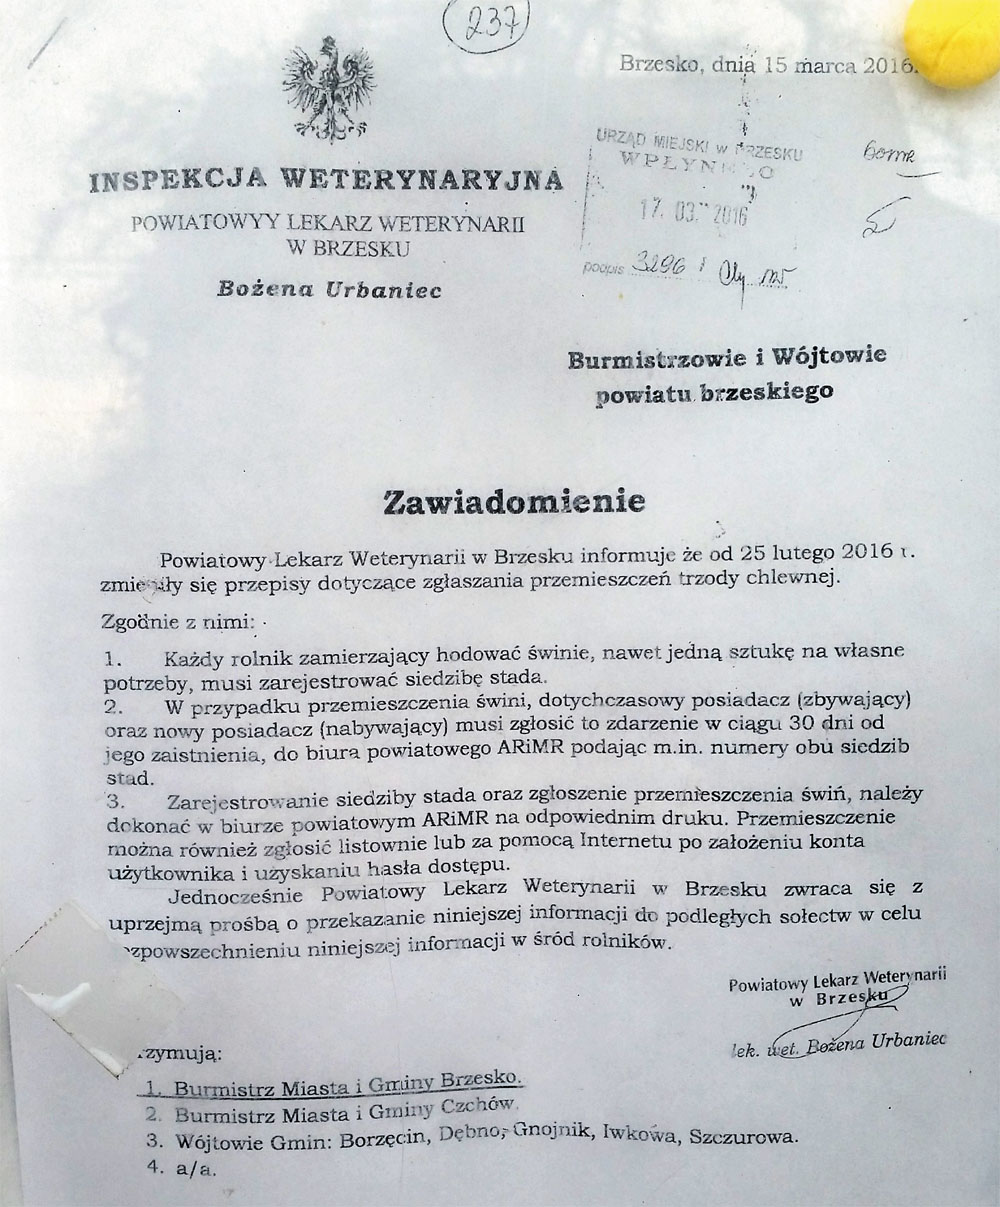 237
Brzesko, dnia 15 marca 2016.
URZĄD MIEJSKI w BRZESKU
WPŁYNĘŁO
17. 03. 2016
podpis 3296
INSPEKCJA WETERYNARYJNA
POWIATOWYY LEKARZ WETERYNARII
W BRZESKU
Bożena Urbaniec
Burmistrzowie i Wójtowie
powiatu brzeskiego
Zawiadomienie
Powiatowy Lekarz Weterynarii w Brzesku informuje że od 25 lutego 2016 r.
zmieniły się przepisy dotyczące zgłaszania przemieszczeń trzody chlewnej.
Zgodnie z nimi:
1. Każdy rolnik zamierzający hodować świnie, nawet jedną sztukę na własne
potrzeby, musi zarejestrować siedzibę stada.
2. W przypadku przemieszczenia świni, dotychczasowy posiadacz (zbywający)
oraz nowy posiadacz (nabywający) musi zgłosić to zdarzenie w ciągu 30 dni od
jego zaistnienia, do biura powiatowego ARiMR podając m.in. numery obu siedzib
stad.
3. Zarejestrowanie siedziby stada oraz zgłoszenie przemieszczenia świń, należy
dokonać w biurze powiatowym ARiMR na odpowiednim druku. Przemieszczenie
można również zgłosić listownie lub za pomocą Internetu po założeniu konta
użytkownika i uzyskaniu hasła dostępu.
Jednocześnie Powiatowy Lekarz Weterynarii w Brzesku zwraca się z
uprzejmą prośbą o przekazanie niniejszej informacji do podległych sołectw w celu
ozpowszechnieniu niniejszej informacji w śród rolników.
Powiatowy Lekarz Weterynarii
w Brzesku
lek. wet. Bożena Urbaniec
rzymują:
1. Burmistrz Miasta i Gminy Brzesko.
2. Burmistrz Miasta i Gminy Czchów.
3. Wójtowie Gmin: Borzęcin, Dębno, Gnojnik, Iwkowa, Szczurowa.
4. a/a.